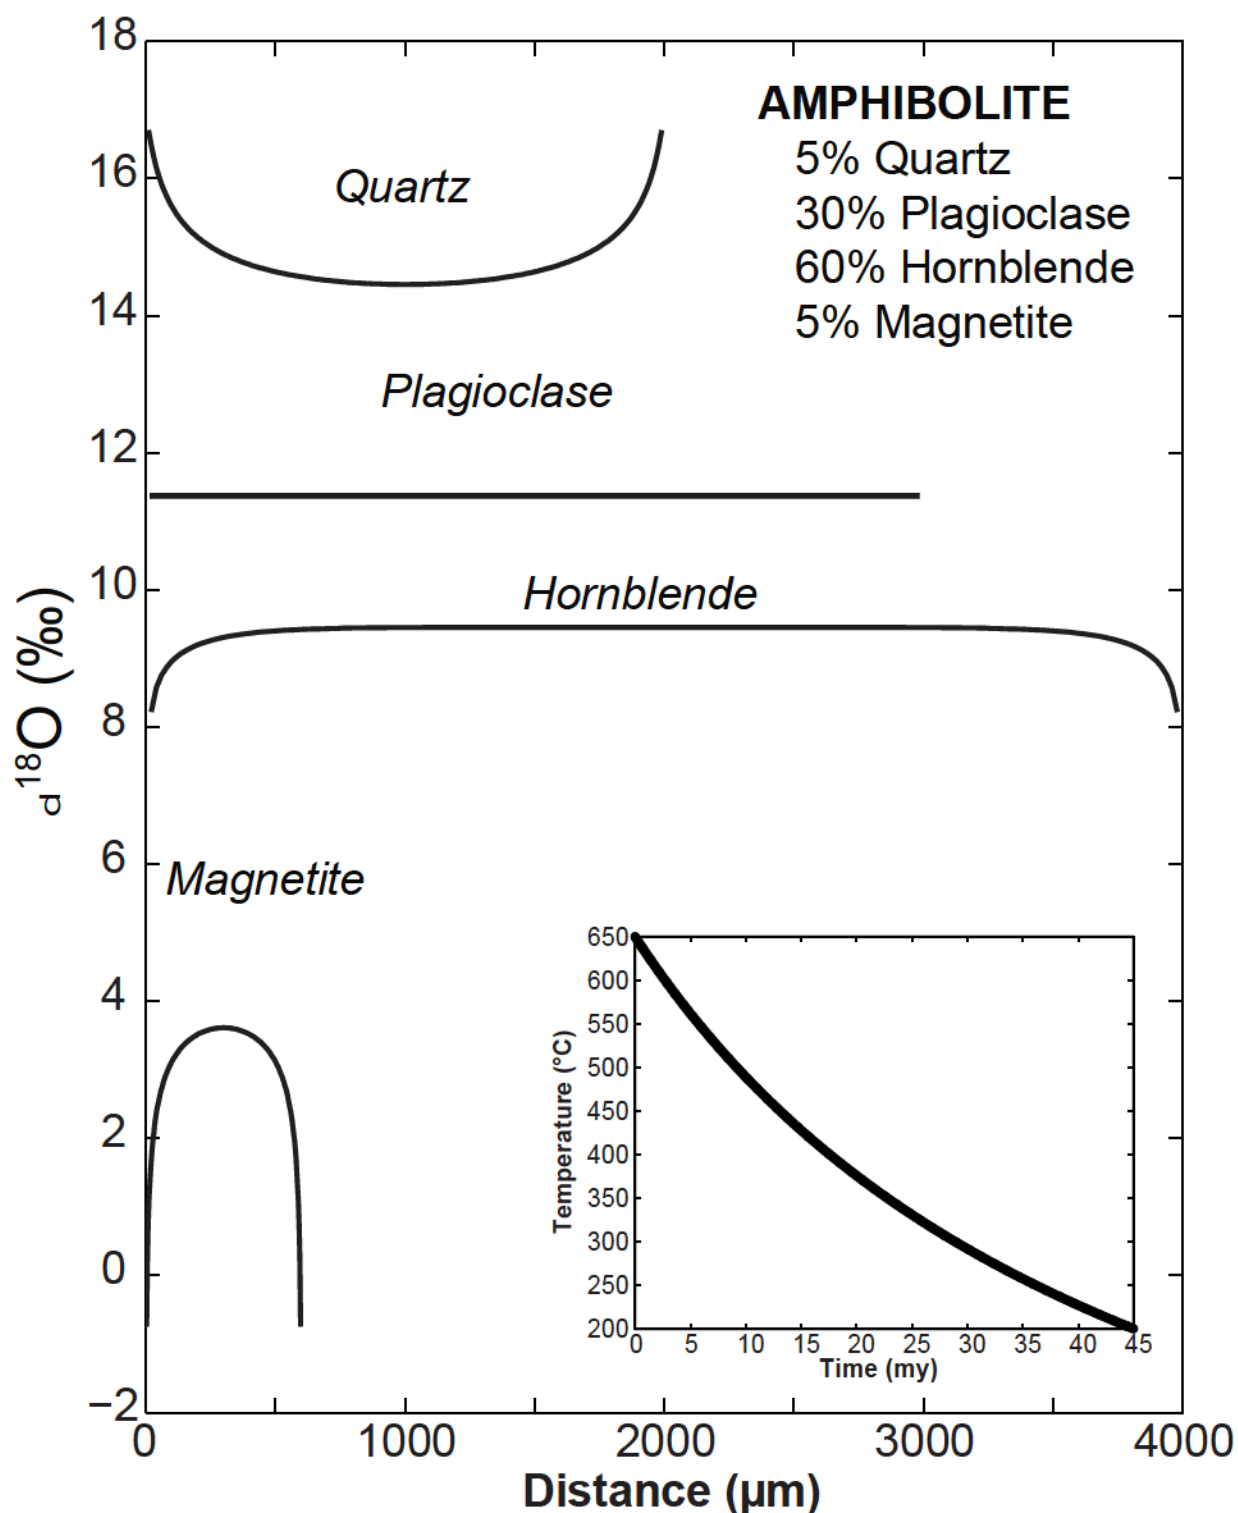 18
16
14
12
10
8
6
4
2
0
−2
d 18O (‰)
Quartz
AMPHIBOLITE
5% Quartz
30% Plagioclase
60% Hornblende
5% Magnetite
Plagioclase
Hornblende
Magnetite
650
600
550
500
450
400
350
300
250
200
Temperature (°C)
0 5 10 15 20 25 30 35 40 45
Time (my)
0 1000 2000 3000 4000
Distance (µm)